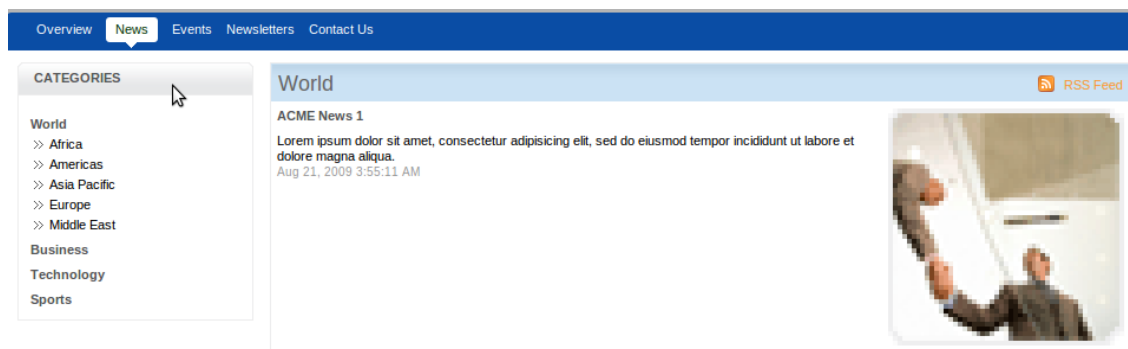 Overview News Events Newsletters Contact Us
CATEGORIES
World
Africa
Americas
Asia Pacific
Europe
Middle East
Business
Technology
Sports
World
RSS Feed
ACME News 1
Lorem ipsum dolor sit amet, consectetur adipisicing elit, sed do eiusmod tempor incididunt ut labore et
dolore magna aliqua.
Aug 21, 2009 3:55:11 AM